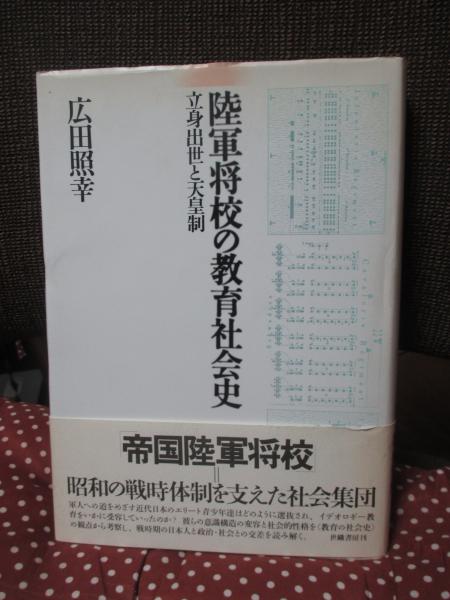 陸軍将校の教育社会史
立身出世と天皇制
広田照幸
「帝国陸軍将校」
昭和の戦時体制を支えた社会集団
軍人への道をめざす近代日本のエリート青少年達はどのように選抜され、イデオロギー教
育をいかに受容していったのか? 彼らの意識構造の変容と社会的性格を〈教育の社会史〉
の観点から考察し、戦時期の日本人と政治・社会との交差を読み解く。
世織書房刊